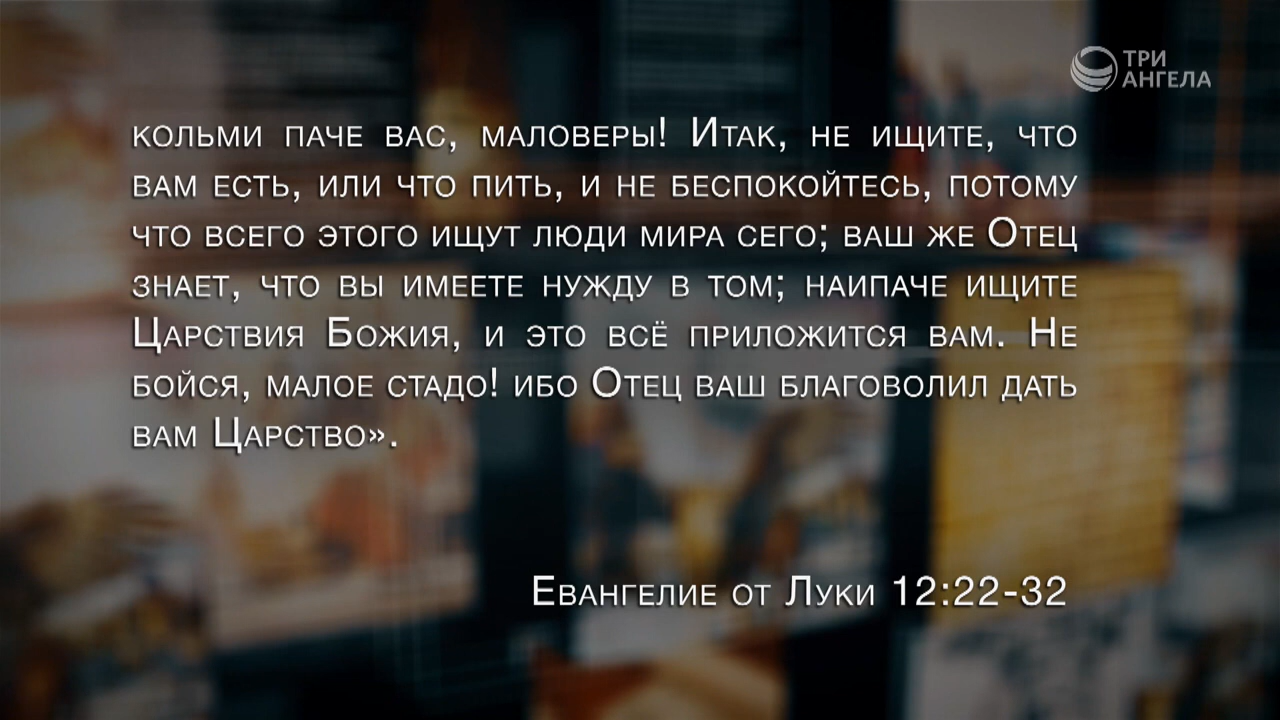 ТРИ
АНГЕЛА
кольми паче вас, маловеры! Итак, не ищите, что
вам есть, или что пить, и не беспокойтесь, потому
что всего этого ищут люди мира сего; ваш же Отец
знает, что вы имеете нужду в том; наипаче ищите
Царствия Божия, и это всё приложится вам. Не
бойся, малое стадо! ибо Отец ваш благоволил дать
вам Царство».
Евангелие от Луки 12:22-32